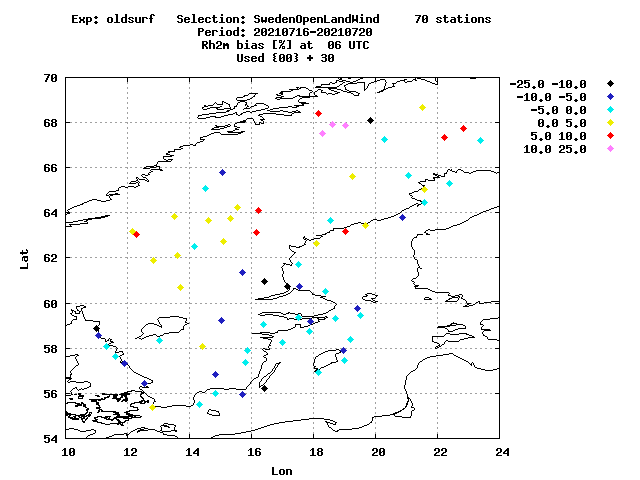 Exp: oldsurf   Selection: SwedenOpenLandWind     70 stations
Period: 20210716-20210720
Rh2m bias [%] at  06 UTC
Used {00} + 30
-25.0 -10.0
-10.0 -5.0
-5.0 0.0
0.0 5.0
5.0 10.0
10.0 25.0
70
68
66
64
62
60
58
56
54
Lat
10 12 14 16 18 20 22 24
Lon